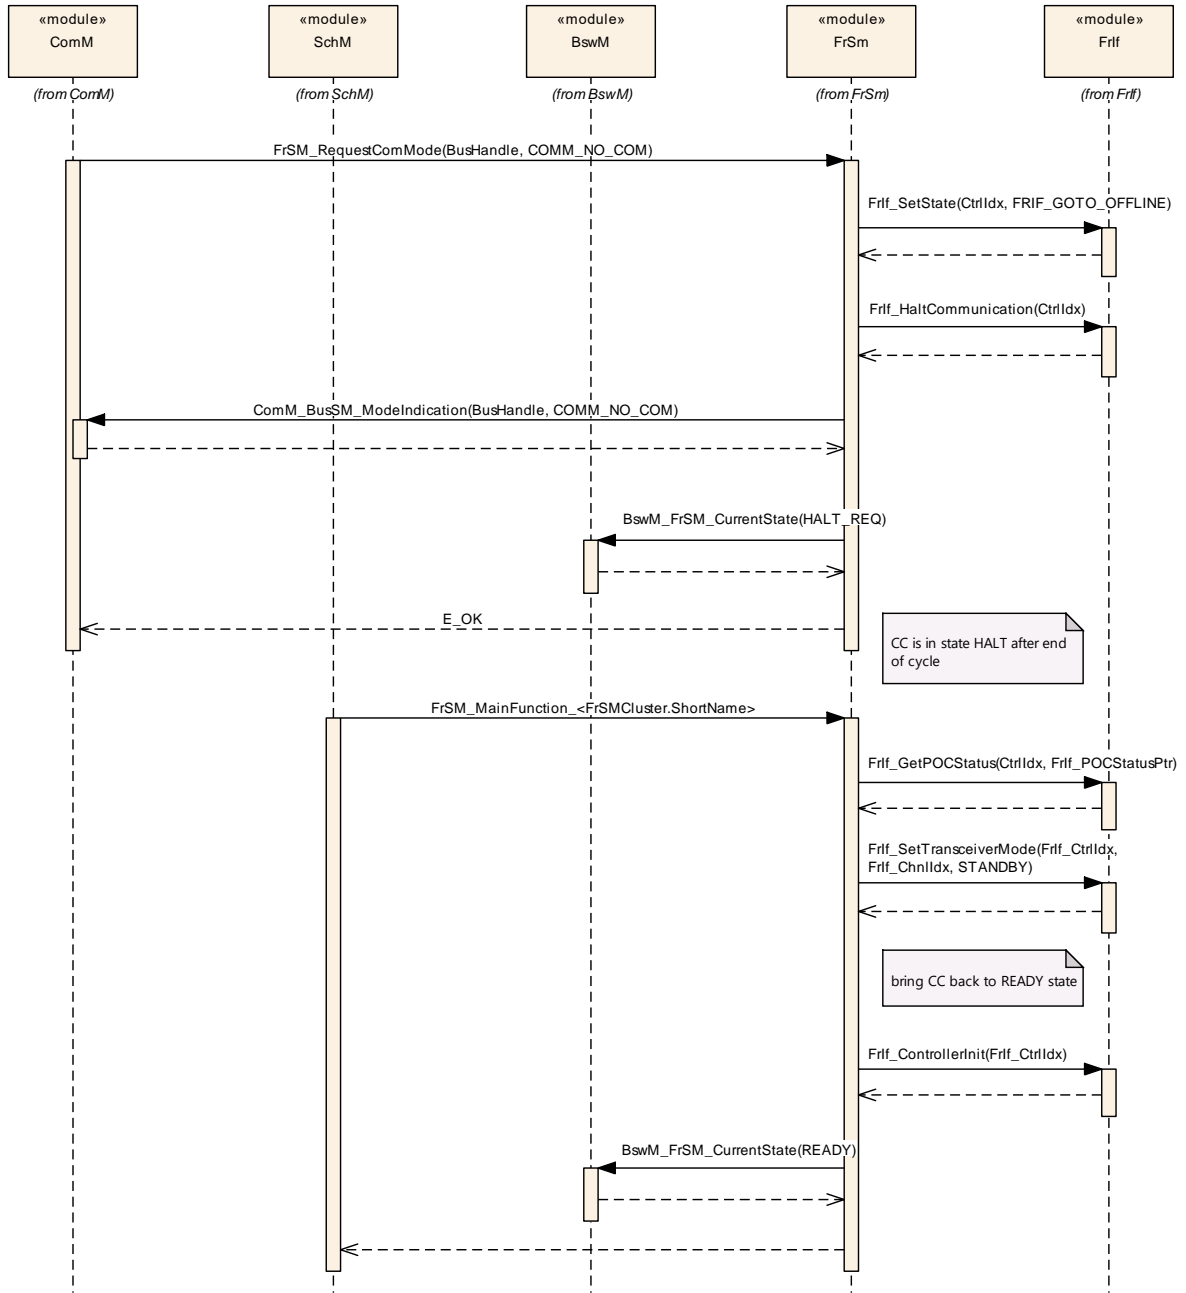 «module»
ComM
«module»
SchM
«module»
BswM
«module»
FrSm
«module»
FrIf
(from ComM)
(from SchM)
(from BswM)
(from FrSm)
(from FrIf)
FrSM_RequestComMode(BusHandle, COMM_NO_COM)
FrIf_SetState(CtrlIdx, FRIF_GOTO_OFFLINE)
FrIf_HaltCommunication(CtrlIdx)
ComM_BusSM_ModeIndication(BusHandle, COMM_NO_COM)
BswM_FrSM_CurrentState(HALT_REQ)
E_OK
CC is in state HALT after end
of cycle
FrSM_MainFunction_<FrSMCluster.ShortName>
FrIf_GetPOCStatus(CtrlIdx, FrIf_POCStatusPtr)
FrIf_SetTransceiverMode(FrIf_CtrlIdx,
FrIf_ChnlIdx, STANDBY)
bring CC back to READY state
FrIf_ControllerInit(FrIf_CtrlIdx)
BswM_FrSM_CurrentState(READY)